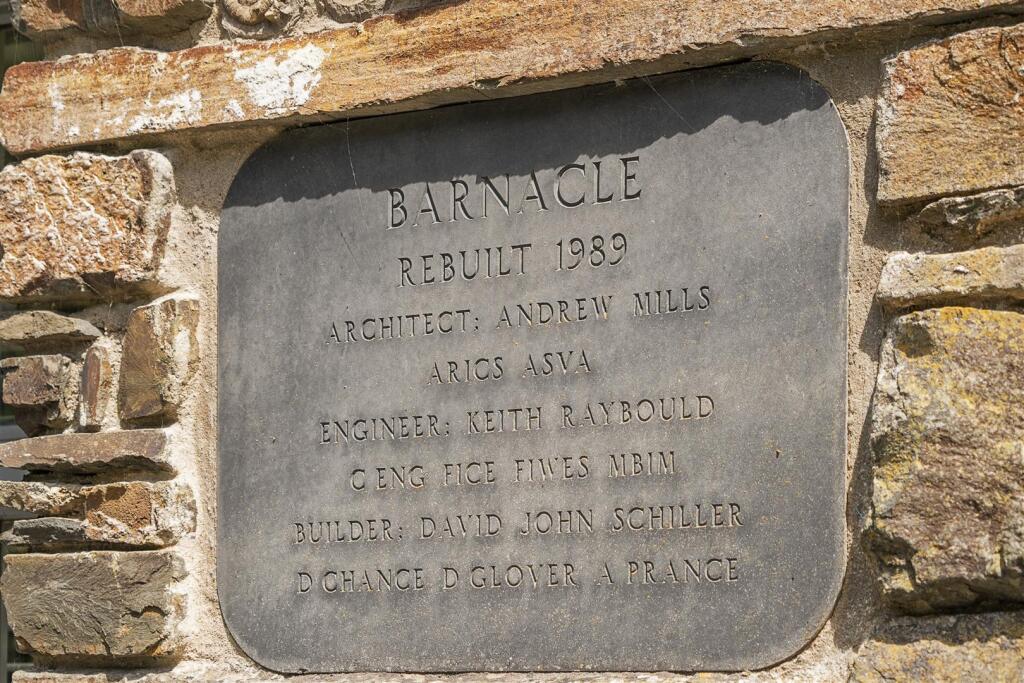 BARNACLE
REBUILT 1989
ARCHITECT: ANDREW MILLS
ARICS ASVA
ENGINEER: KEITH RAYBOULD
C ENG FICE FIWES MBIM
BUILDER: DAVID JOHN SCHILLER
D CHANCE D GLOVER A PRANCE